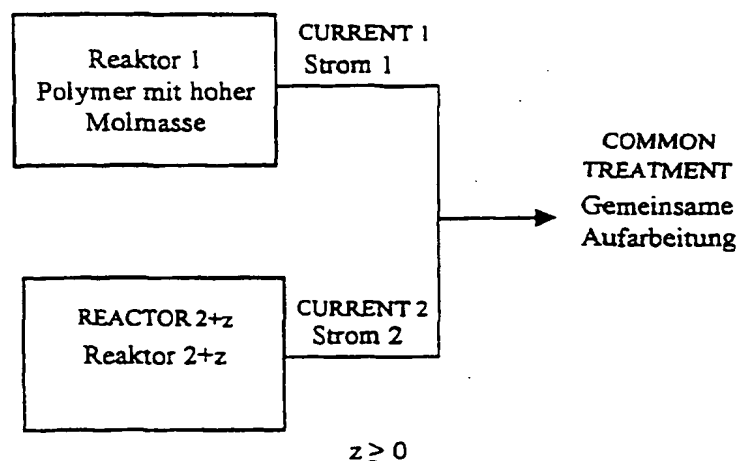 Reaktor 1
Polymer mit hoher
Molmasse
CURRENT 1
Strom 1
COMMON
TREATMENT
Gemeinsame
Aufarbeitung
REACTOR 2+z
Reaktor 2+z
CURRENT 2
Strom 2
z ≥ 0